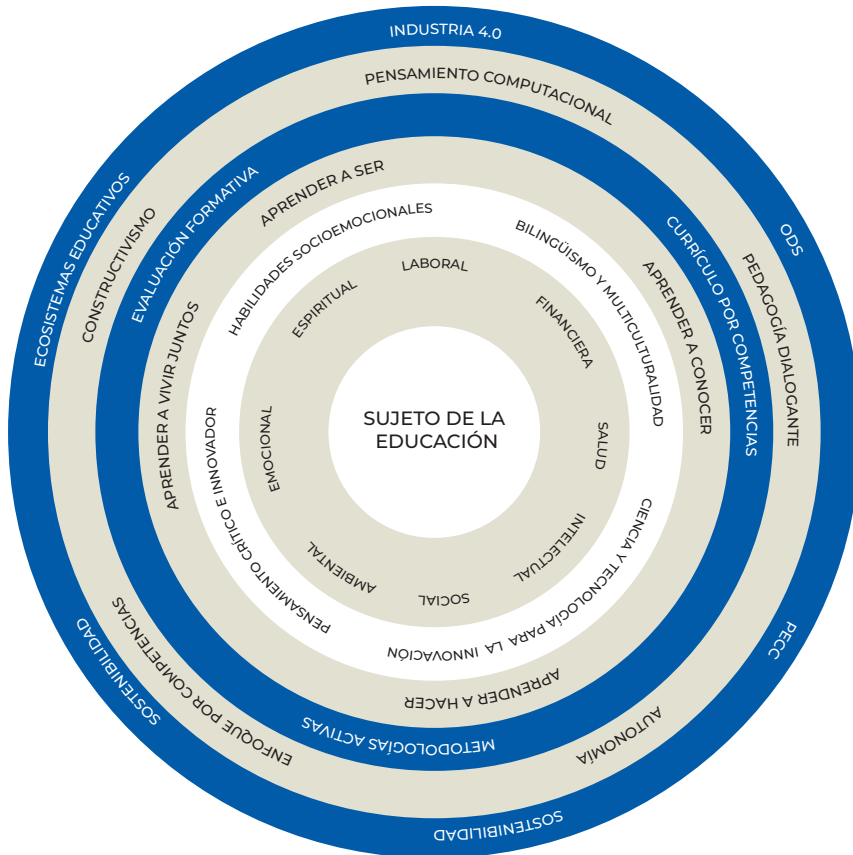 INDUSTRIA 4.0
ODS
PECC
SOSTENIBILIDAD
SOSTENIBILIDAD
ECOSISTEMAS EDUCATIVOS
PENSAMIENTO COMPUTACIONAL
PEDAGOGÍA DIALOGANTE
AUTONOMÍA
ENFOQUE POR COMPETENCIAS
CONSTRUCTIVISMO
CURRÍCULO POR COMPETENCIAS
METODOLOGÍAS ACTIVAS
EVALUACIÓN FORMATIVA
APRENDER A SER
APRENDER A CONOCER
APRENDER A HACER
APRENDER A VIVIR JUNTOS
HABILIDADES SOCIOEMOCIONALES
BILINGÜISMO Y MULTICULTURALIDAD
CIENCIA Y TECNOLOGÍA PARA LA INNOVACIÓN
PENSAMIENTO CRÍTICO E INNOVADOR
LABORAL
FINANCIERA
SALUD
INTELECTUAL
SOCIAL
AMBIENTAL
EMOCIONAL
ESPIRITUAL
SUJETO DE LA
EDUCACIÓN